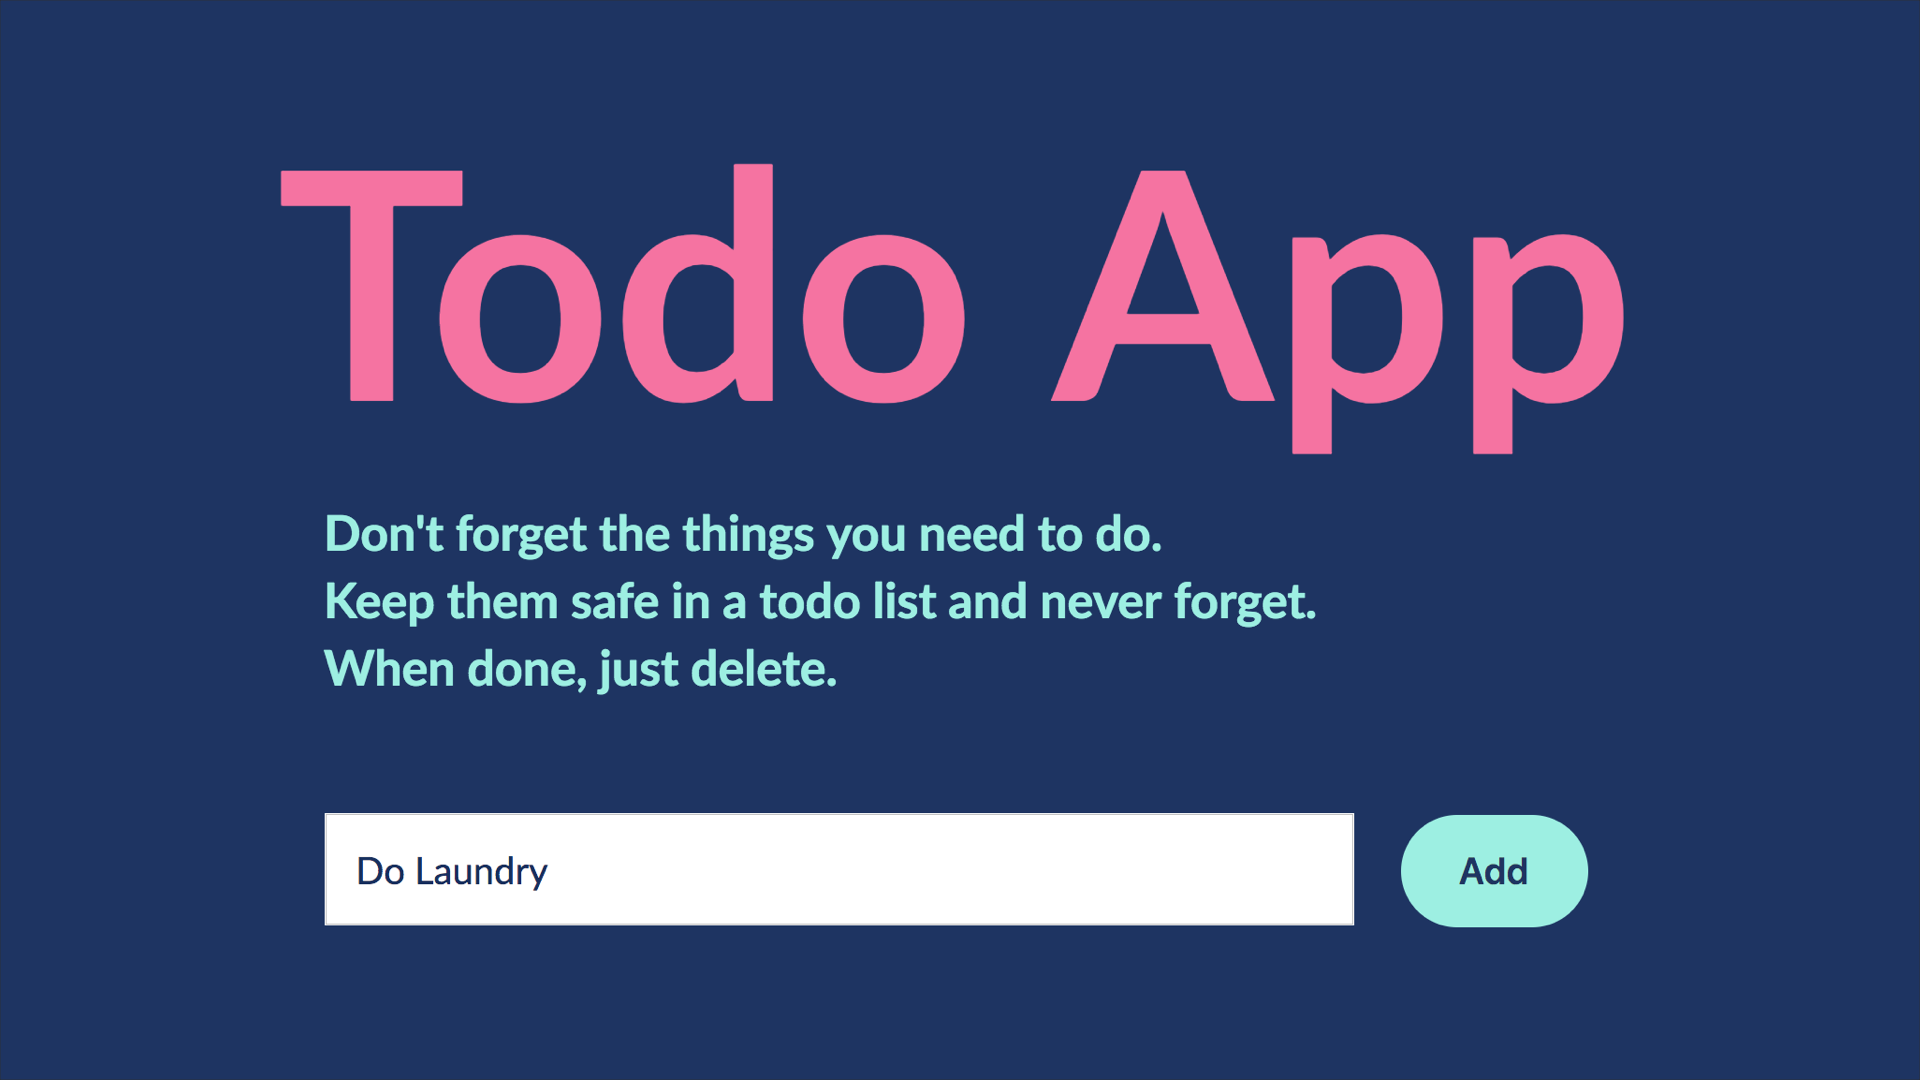 Todo App
Don't forget the things you need to do.
Keep them safe in a todo list and never forget.
When done, just delete.
Do Laundry
Add